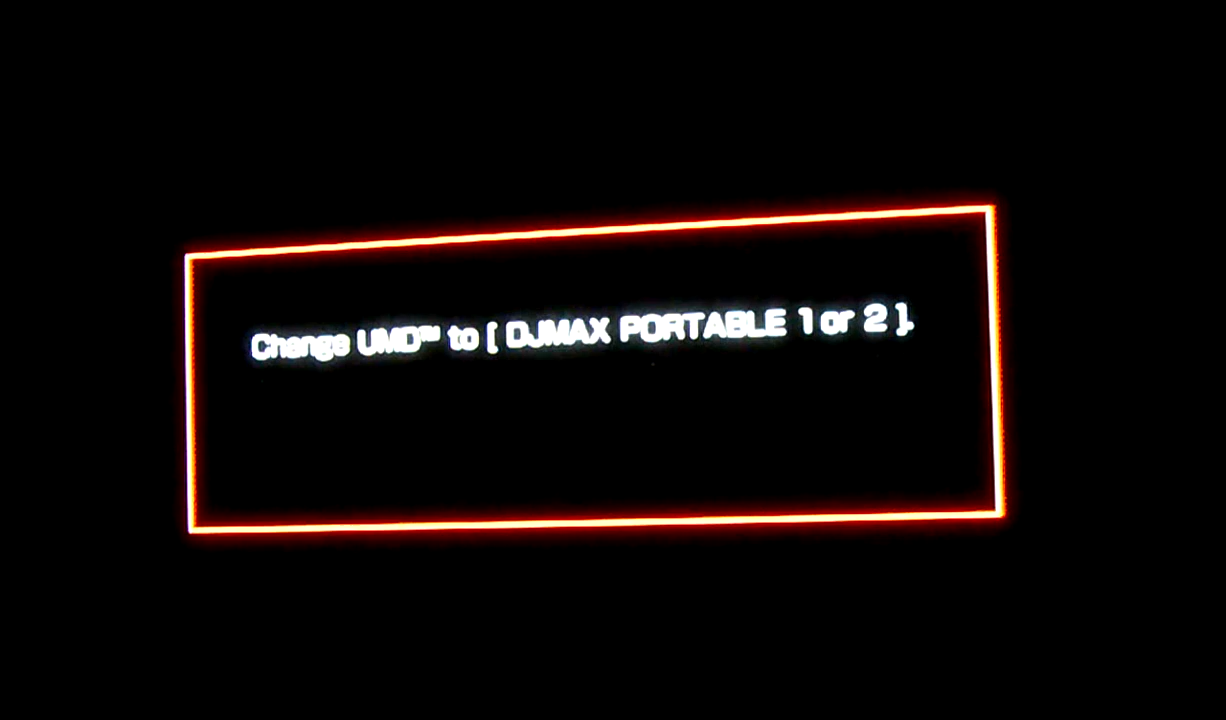 Change UMD™ to [ DJMAX PORTABLE 1 or 2 ].